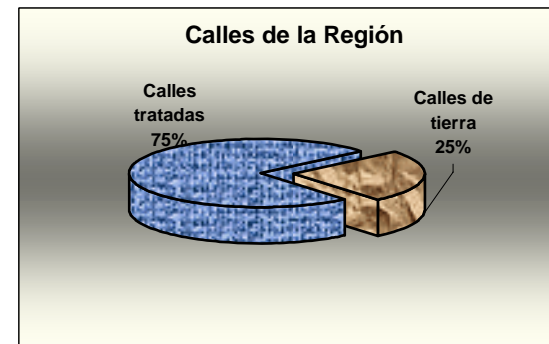 Calles de la Región
Calles
tratadas
75%
Calles de
tierra
25%